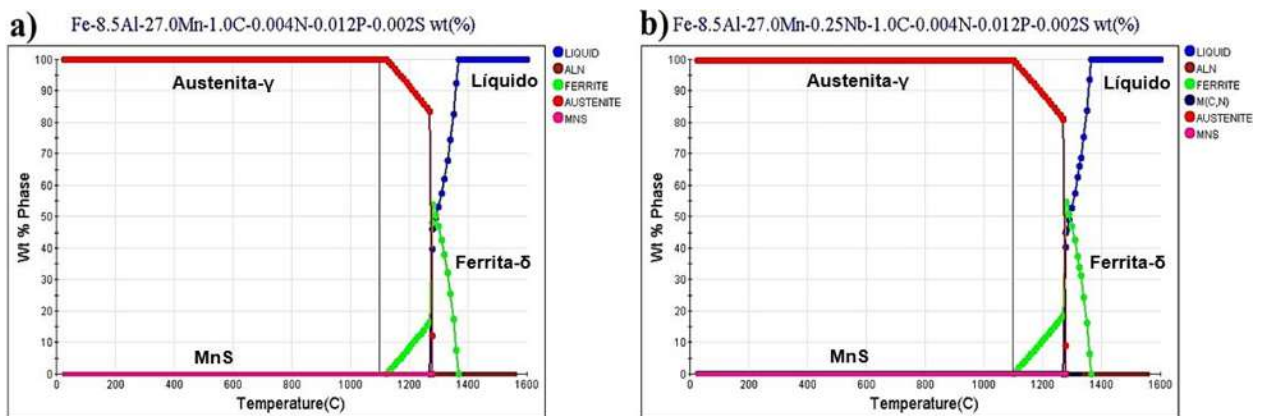 a) Fe-8.5Al-27.0Mn-1.0C-0.004N-0.012P-0.002S wt(%)
100
90
80
70
60
50
40
30
20
10
0
Wt % Phase
0 200 400 600 800 1000 1200 1400 1600
Temperature(C)
Austenita-γ
Líquido
Ferrita-δ
MnS
LIQUID
ALN
FERRITE
AUSTENITE
MNS
b) Fe-8.5Al-27.0Mn-0.25Nb-1.0C-0.004N-0.012P-0.002S wt(%)
100
90
80
70
60
50
40
30
20
10
0
Wt % Phase
0 200 400 600 800 1000 1200 1400 1600
Temperature(C)
Austenita-γ
Líquido
Ferrita-δ
MnS
LIQUID
ALN
FERRITE
M(C,N)
AUSTENITE
MNS